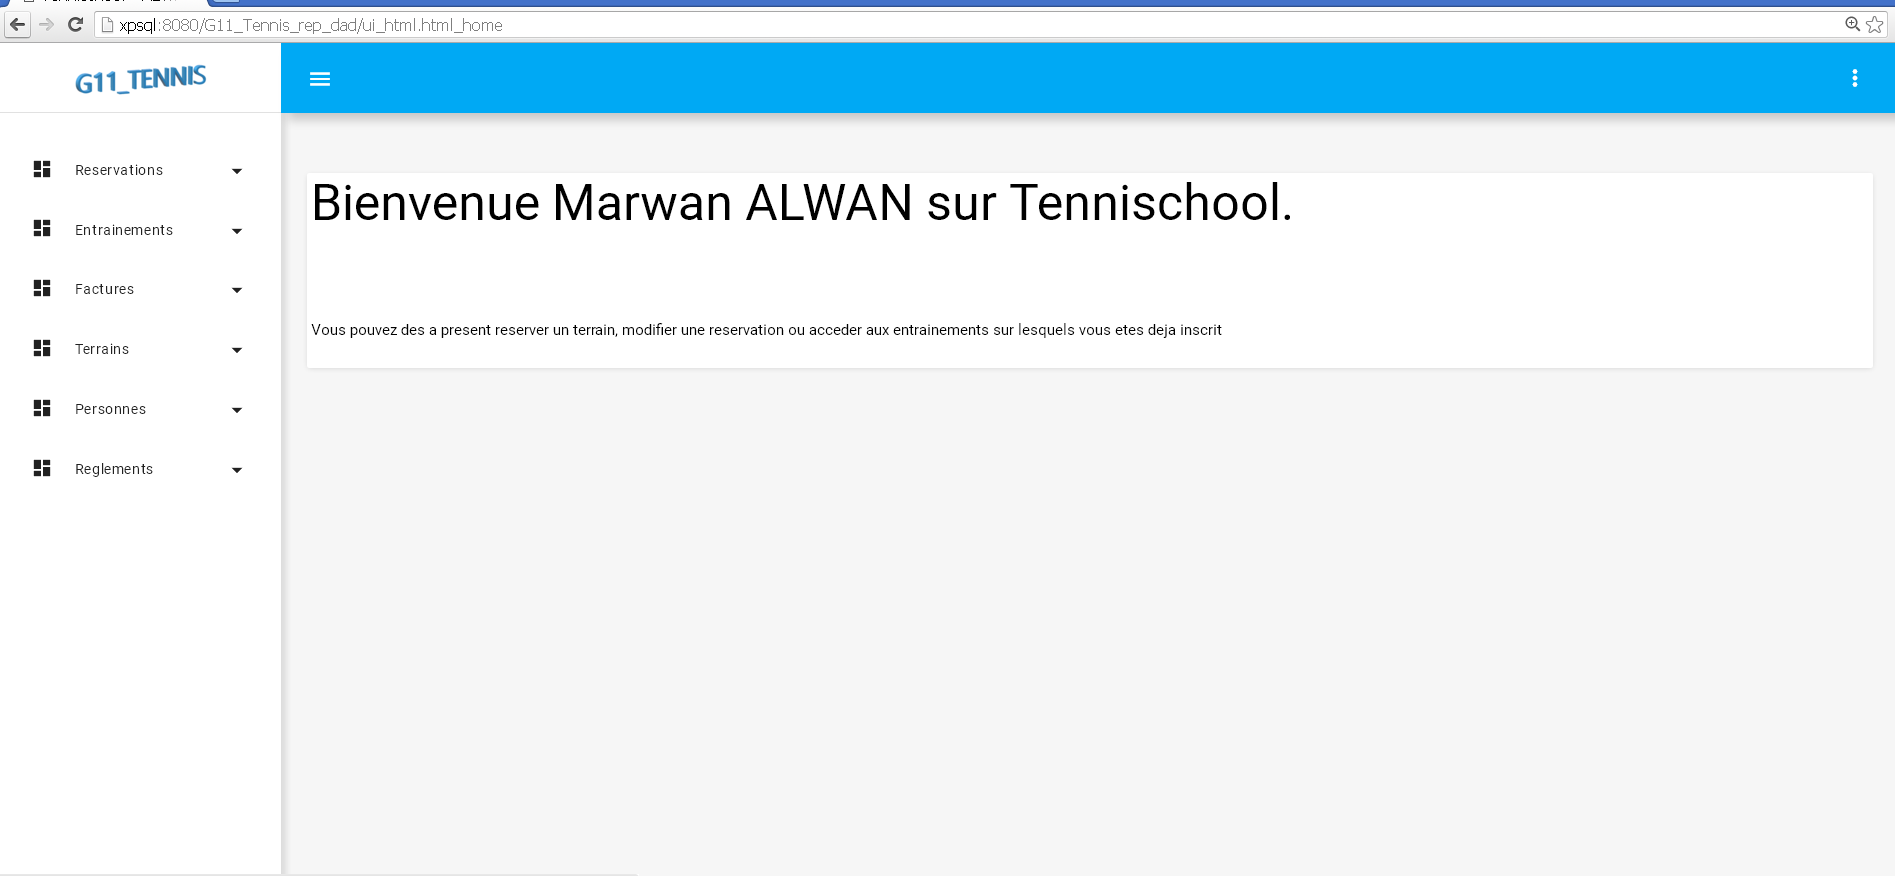 xpsql:8080/G11_Tennis_rep_dad/ui_html.html_home
G11_TENNIS
Reservations
Entrainements
Factures
Terrains
Personnes
Reglements
Bienvenue Marwan ALWAN sur Tennischool.
Vous pouvez des a present reserver un terrain, modifier une reservation ou acceder aux entrainements sur lesquels vous etes deja inscrit